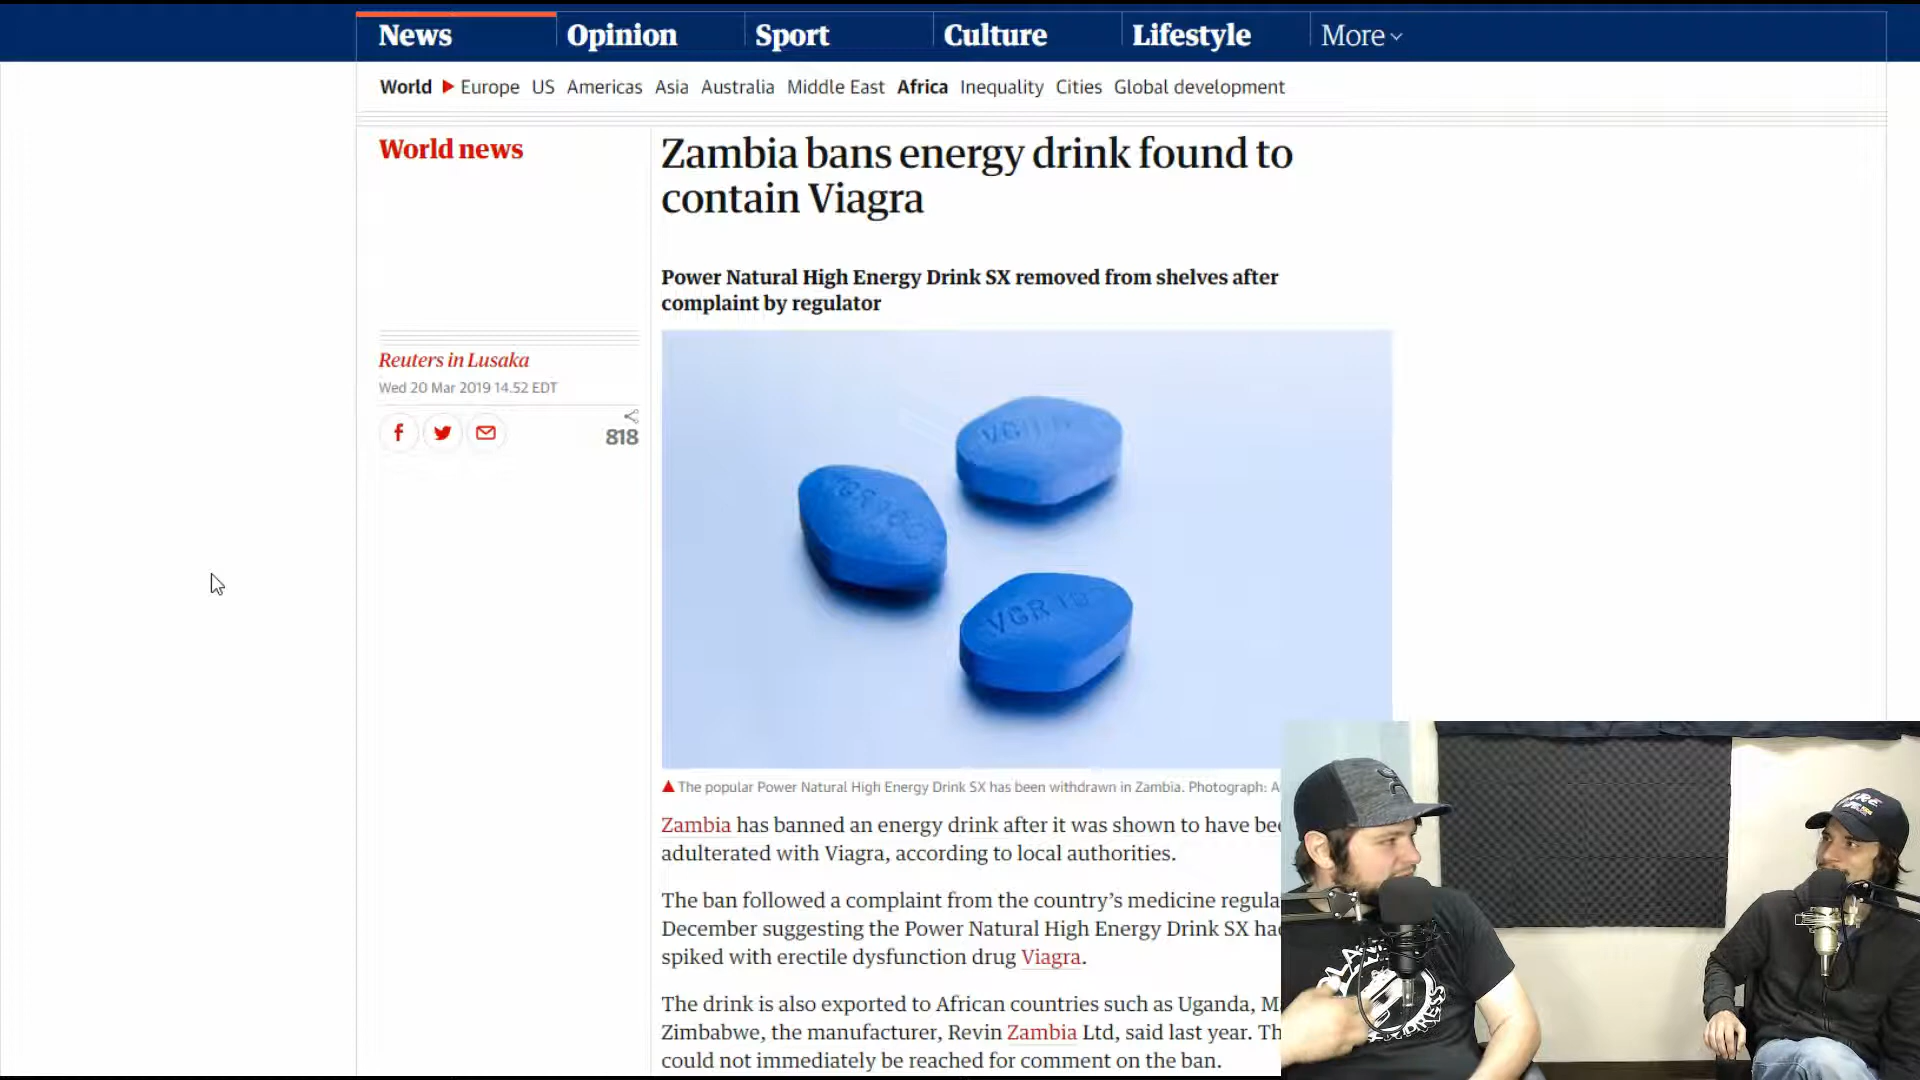 News Opinion Sport Culture Lifestyle More
World Europe US Americas Asia Australia Middle East Africa Inequality Cities Global development
World news
Zambia bans energy drink found to
contain Viagra
Power Natural High Energy Drink SX removed from shelves after
complaint by regulator
Reuters in Lusaka
Wed 20 Mar 2019 14.52 EDT
818
VGR 100
VGR 100
The popular Power Natural High Energy Drink SX has been withdrawn in Zambia. Photograph: A
Zambia has banned an energy drink after it was shown to have bee
adulterated with Viagra, according to local authorities.
The ban followed a complaint from the country’s medicine regula
December suggesting the Power Natural High Energy Drink SX had
spiked with erectile dysfunction drug Viagra.
The drink is also exported to African countries such as Uganda, M
Zimbabwe, the manufacturer, Revin Zambia Ltd, said last year. Th
could not immediately be reached for comment on the ban.